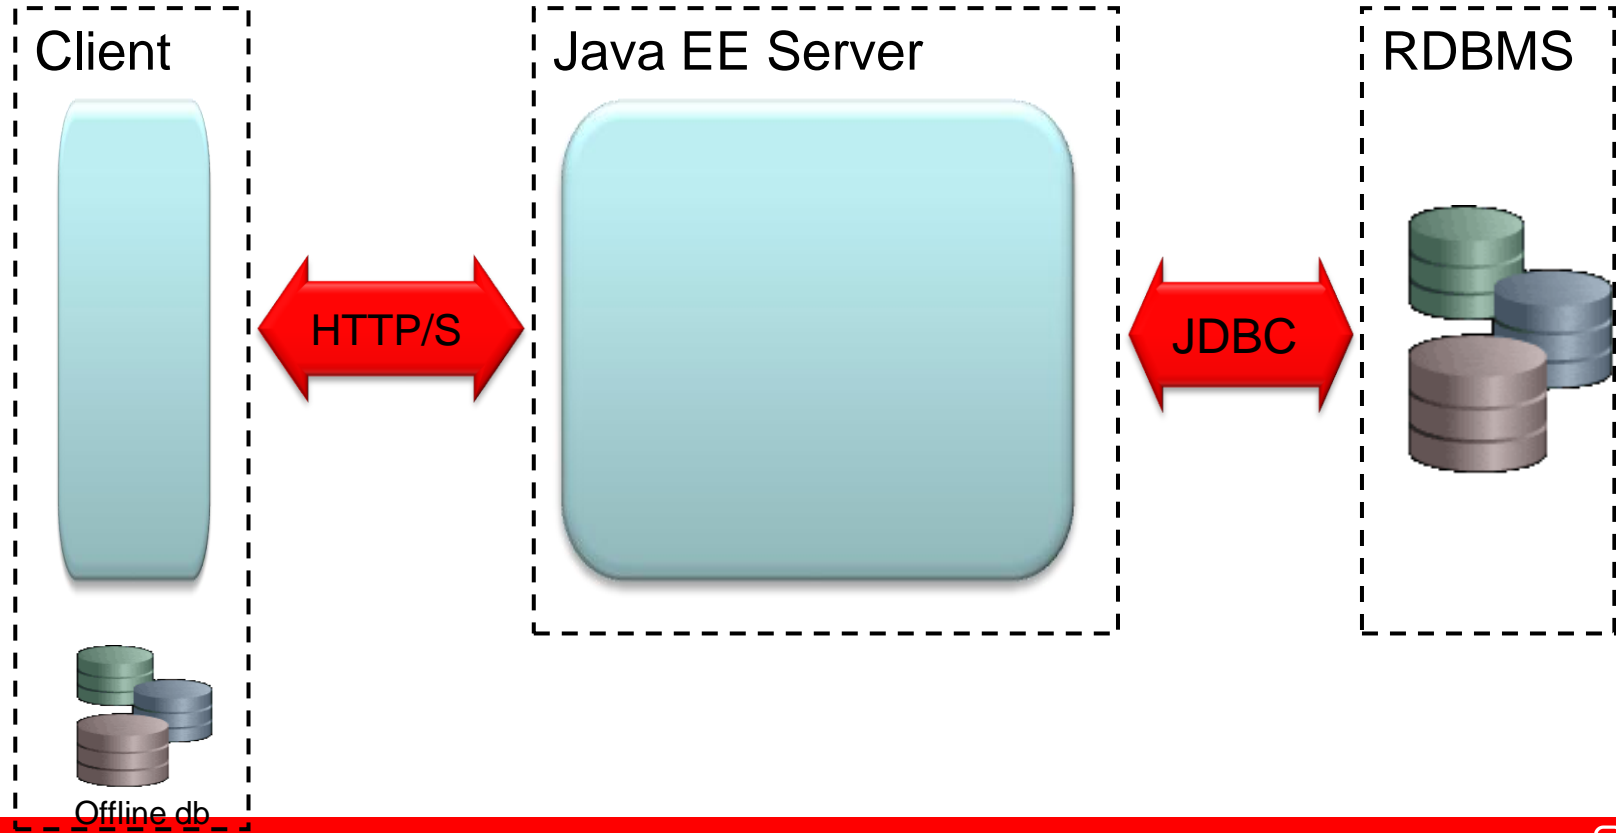 Client
Java EE Server
RDBMS
HTTP/S
JDBC
Offline db